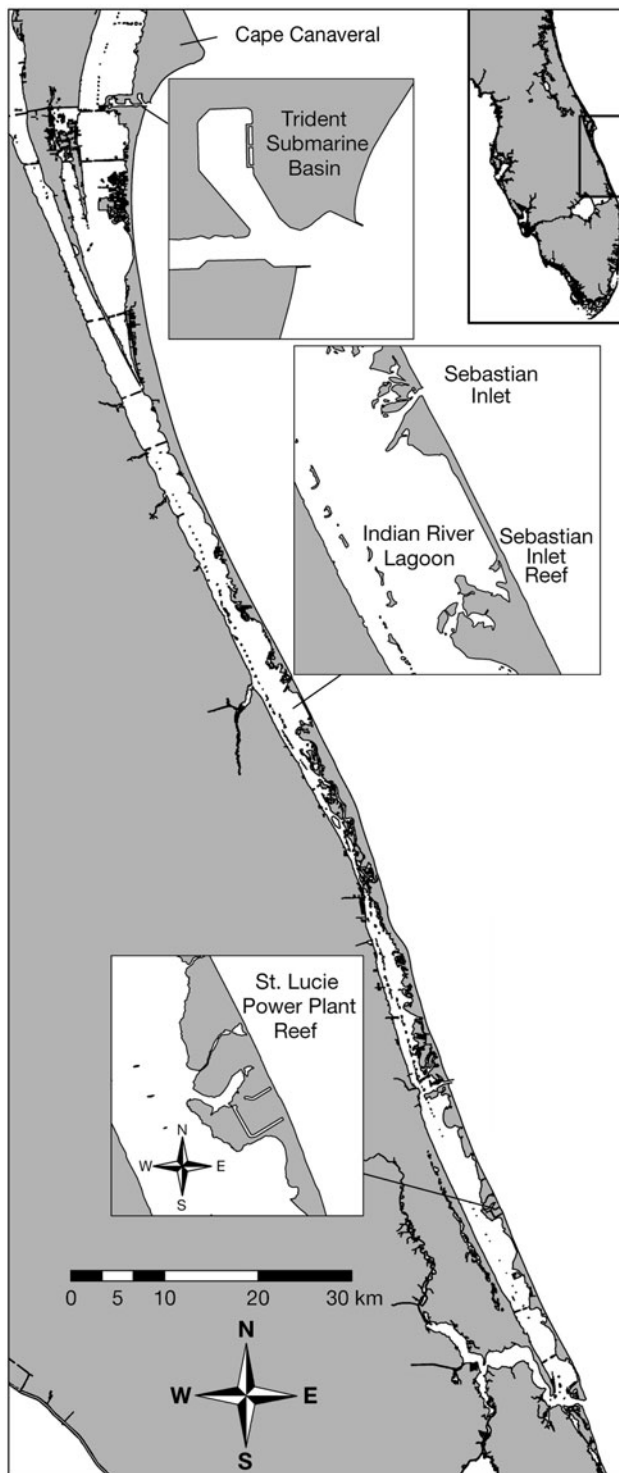 Cape Canaveral
Trident
Submarine
Basin
Sebastian
Inlet
Indian River
Lagoon
Sebastian
Inlet
Reef
St. Lucie
Power Plant
Reef
N
W E
S
0 5 10 20 30 km
N
W E
S